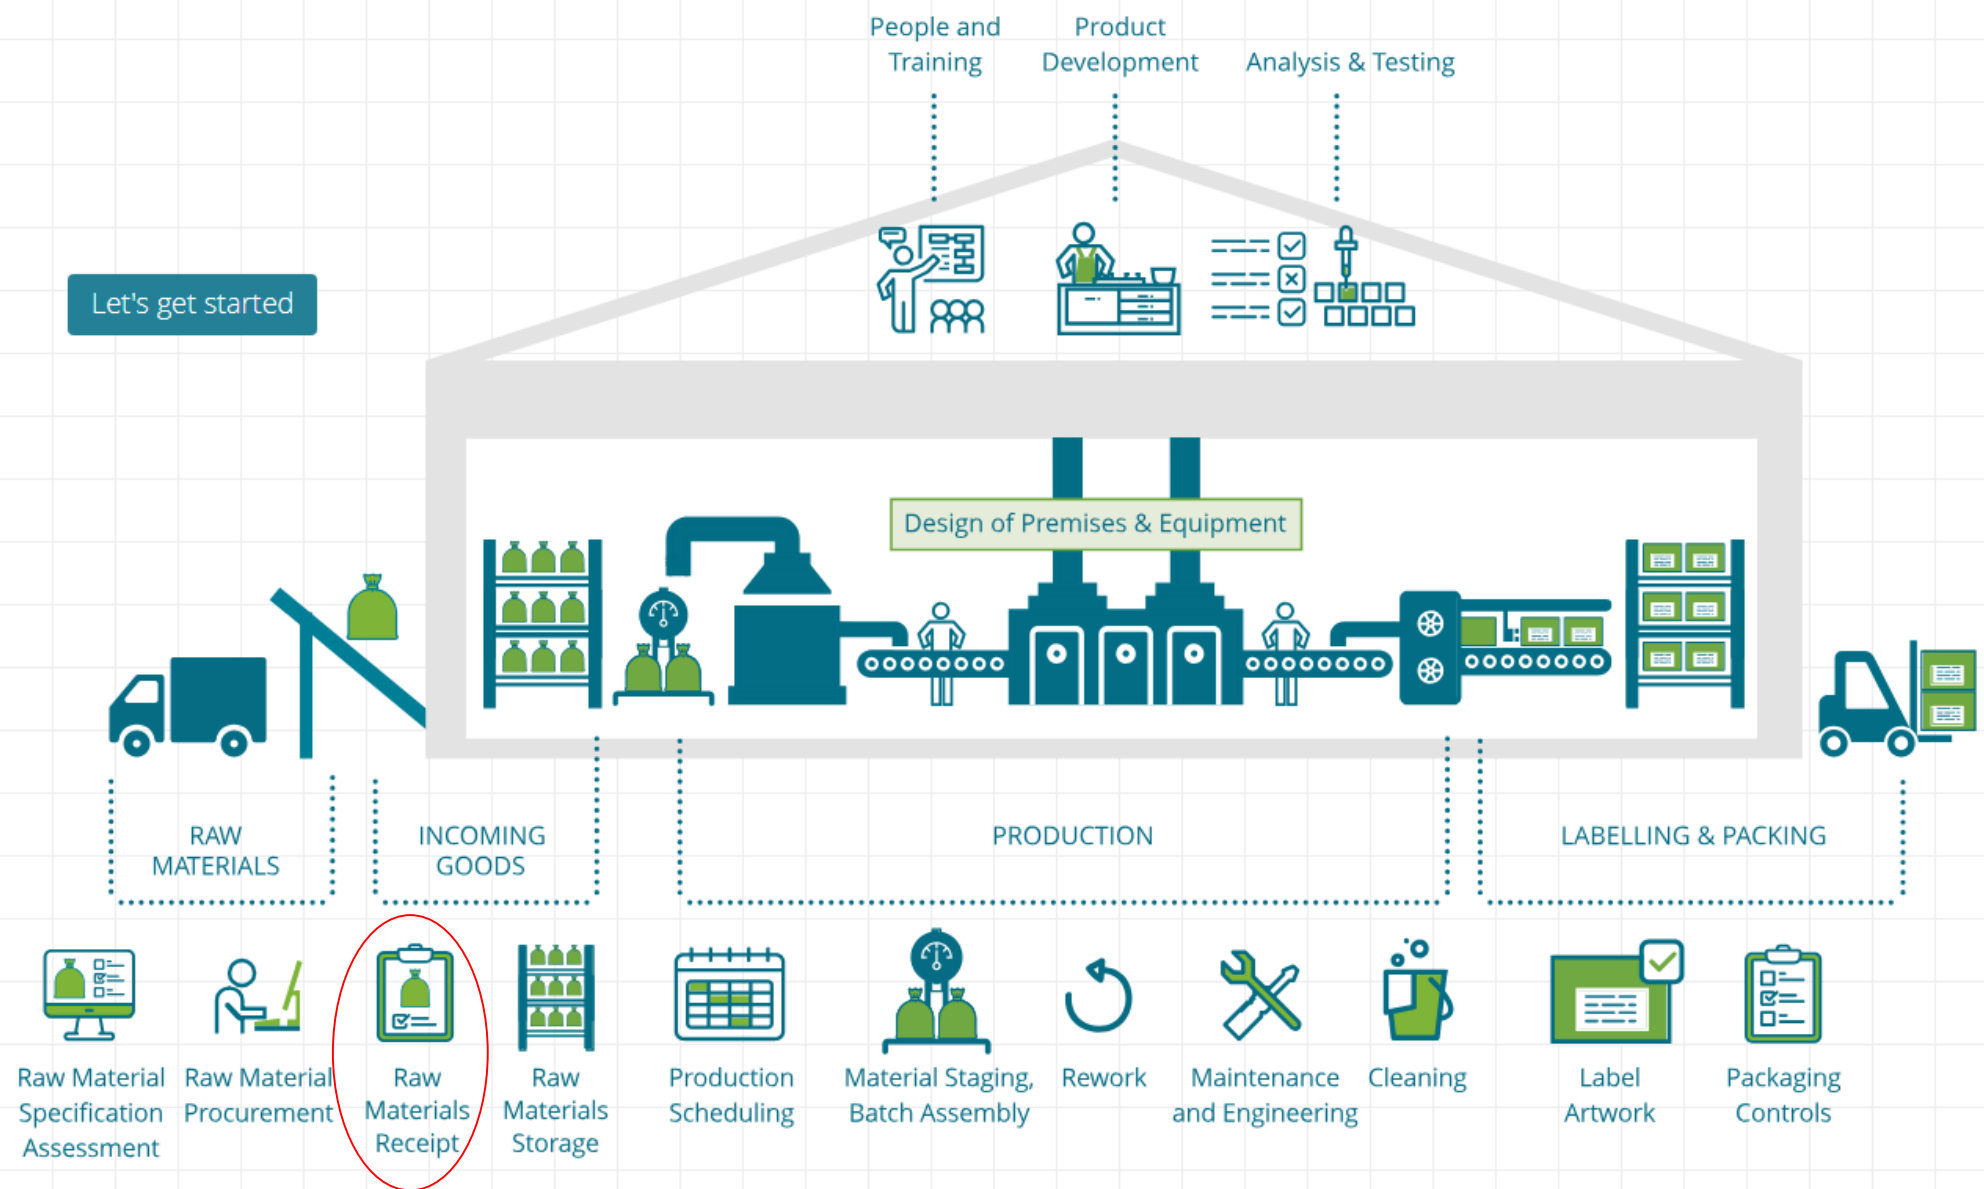 People and
Training
Product
Development
Analysis & Testing
Let's get started
Design of Premises & Equipment
RAW
MATERIALS
INCOMING
GOODS
PRODUCTION
LABELLING & PACKING
Raw Material
Specification
Assessment
Raw Material
Procurement
Raw
Materials
Receipt
Raw
Materials
Storage
Production
Scheduling
Material Staging,
Batch Assembly
Rework
Maintenance
and Engineering
Cleaning
Label
Artwork
Packaging
Controls